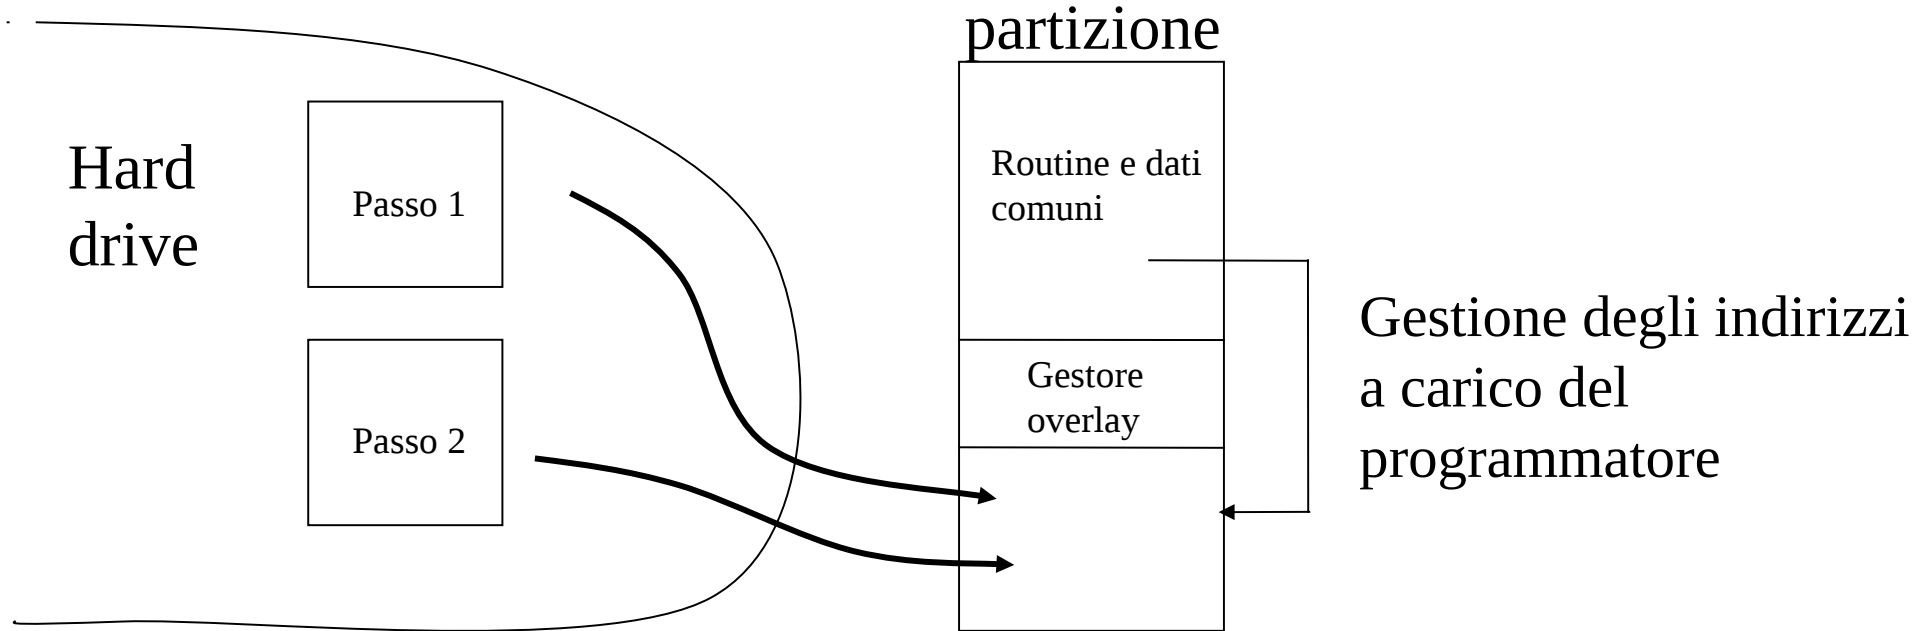 partizione
Hard
drive
Passo 1
Passo 2
Routine e dati
comuni
Gestore
overlay
Gestione degli indirizzi
a carico del
programmatore